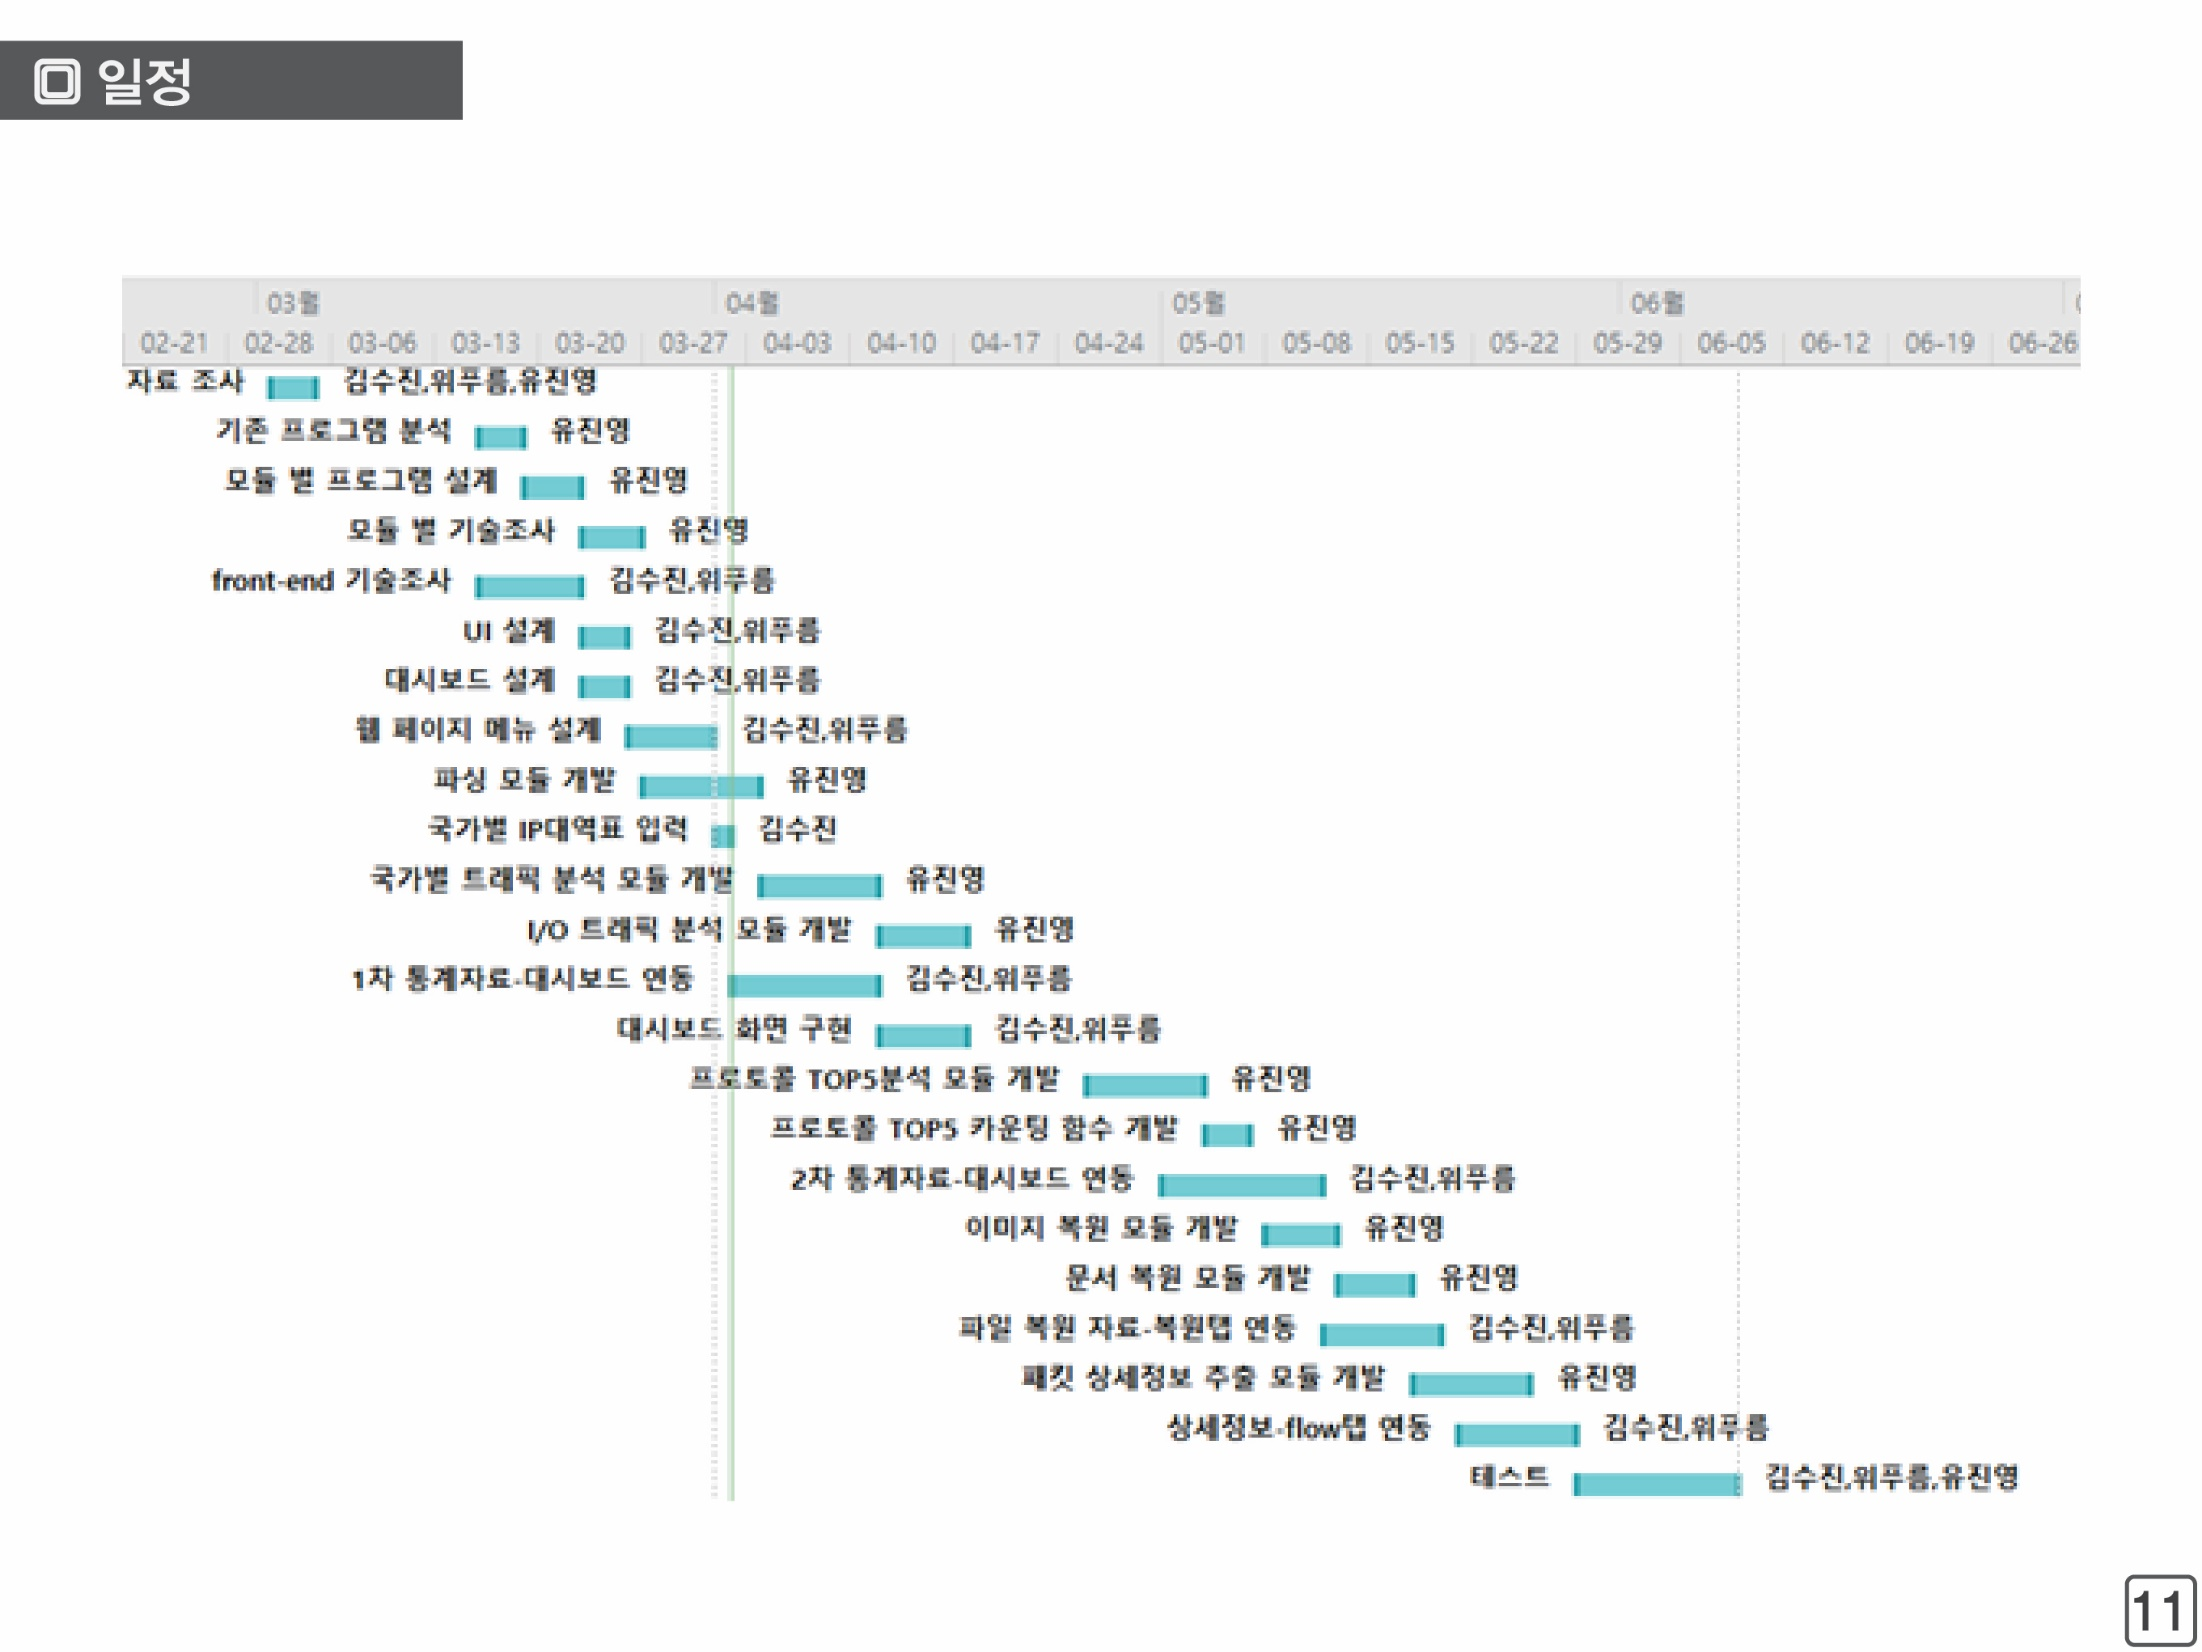 일정
03월 04월 05월 06월
02-21 02-28 03-06 03-13 03-20 03-27 04-03 04-10 04-17 04-24 05-01 05-08 05-15 05-22 05-29 06-05 06-12 06-19 06-26
자료 조사 김수진,위푸름,유진영
기존 프로그램 분석 유진영
모듈 별 프로그램 설계 유진영
모듈 별 기술조사 유진영
front-end 기술조사 김수진,위푸름
UI 설계 김수진,위푸름
대시보드 설계 김수진,위푸름
웹 페이지 메뉴 설계 김수진,위푸름
파싱 모듈 개발 유진영
국가별 IP대역표 입력 김수진
국가별 트래픽 분석 모듈 개발 유진영
I/O 트래픽 분석 모듈 개발 유진영
1차 통계자료-대시보드 연동 김수진,위푸름
대시보드 화면 구현 김수진,위푸름
프로토콜 TOP5분석 모듈 개발 유진영
프로토콜 TOP5 카운팅 함수 개발 유진영
2차 통계자료-대시보드 연동 김수진,위푸름
이미지 복원 모듈 개발 유진영
문서 복원 모듈 개발 유진영
파일 복원 자료-복원탭 연동 김수진,위푸름
패킷 상세정보 추출 모듈 개발 유진영
상세정보-flow탭 연동 김수진,위푸름
테스트 김수진,위푸름,유진영
11